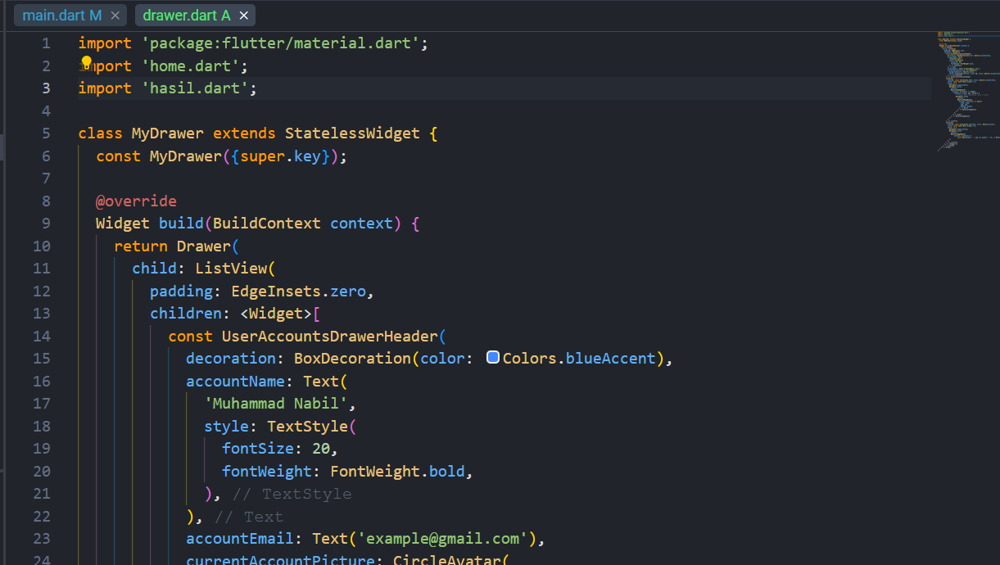 main.dart M ×
drawer.dart A ×
1 import 'package:flutter/material.dart';
2 import 'home.dart';
3 import 'hasil.dart';
4
5 class MyDrawer extends StatelessWidget {
6 const MyDrawer({super.key});
7
8 @override
9 Widget build(BuildContext context) {
10 return Drawer(
11 child: ListView(
12 padding: EdgeInsets.zero,
13 children: <Widget>[
14 const UserAccountsDrawerHeader(
15 decoration: BoxDecoration(color: Colors.blueAccent),
16 accountName: Text(
17 'Muhammad Nabil',
18 style: TextStyle(
19 fontSize: 20,
20 fontWeight: FontWeight.bold,
21 ), // TextStyle
22 ), // Text
23 accountEmail: Text('example@gmail.com'),
24 currentAccountPicture: CircleAvatar(